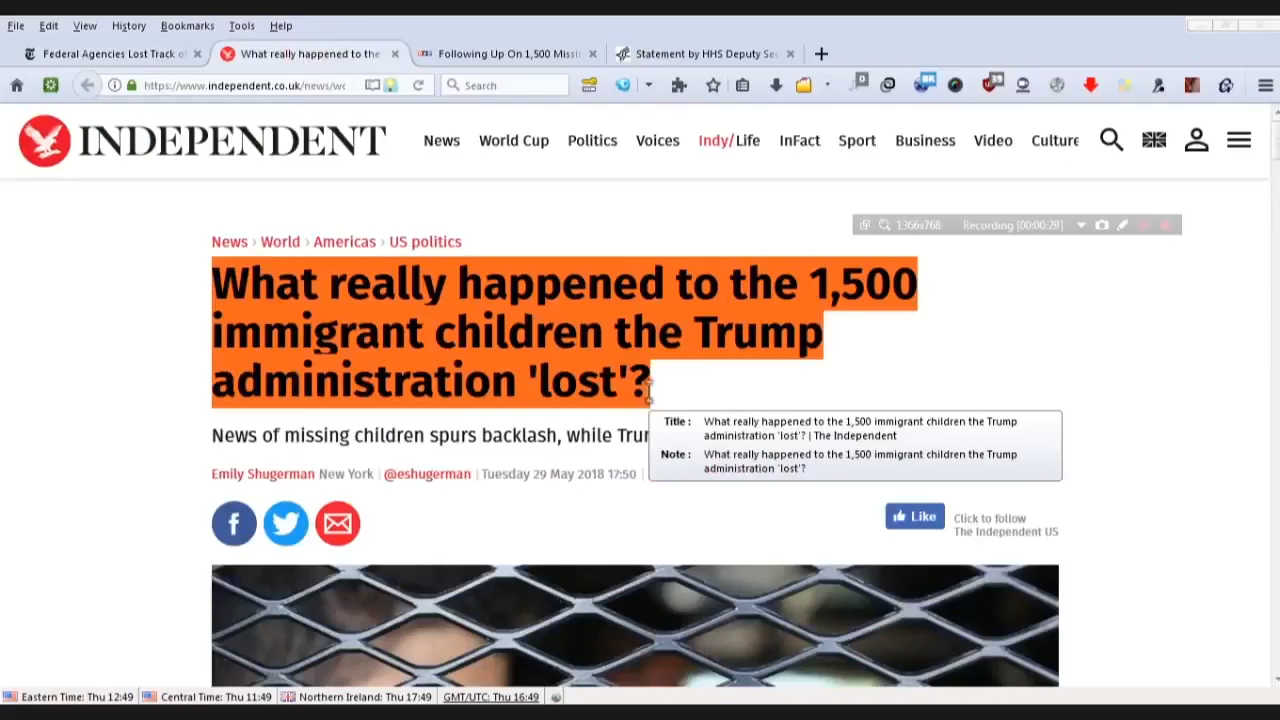 File Edit View History Bookmarks Tools Help
Federal Agencies Lost Track o
What really happened to the
Following Up On 1,500 Missi
Statement by HHS Deputy Se
https://www.independent.co.uk/news/wc
Search
INDEPENDENT
News World Cup Politics Voices Indy/Life InFact Sport Business Video Culture
1366x768 Recording [00:00:29]
News › World › Americas › US politics
What really happened to the 1,500
immigrant children the Trump
administration 'lost'?
News of missing children spurs backlash, while Trur
Title : What really happened to the 1,500 immigrant children the Trump
administration 'lost'? | The Independent
Note : What really happened to the 1,500 immigrant children the Trump
administration 'lost'?
Emily Shugerman New York | @eshugerman | Tuesday 29 May 2018 17:50 |
Like
Click to follow
The Independent US
Eastern Time: Thu 12:49 Central Time: Thu 11:49 Northern Ireland: Thu 17:49 GMT/UTC: Thu 16:49